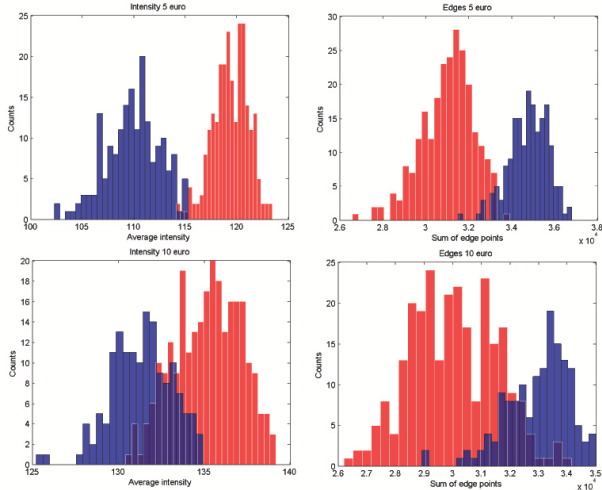 Intensity 5 euro
25
20
15
10
5
0
Counts
100 105 110 115 120 125
Average intensity
Edges 5 euro
30
25
20
15
10
5
0
Counts
2.6 2.8 3 3.2 3.4 3.6 3.8
Sum of edge points
x 10 4
Intensity 10 euro
20
18
16
14
12
10
8
6
4
2
0
Counts
125 130 135 140
Average intensity
Edges 10 euro
25
20
15
10
5
0
Counts
2.6 2.7 2.8 2.9 3 3.1 3.2 3.3 3.4 3.5
Sum of edge points
x 10 4